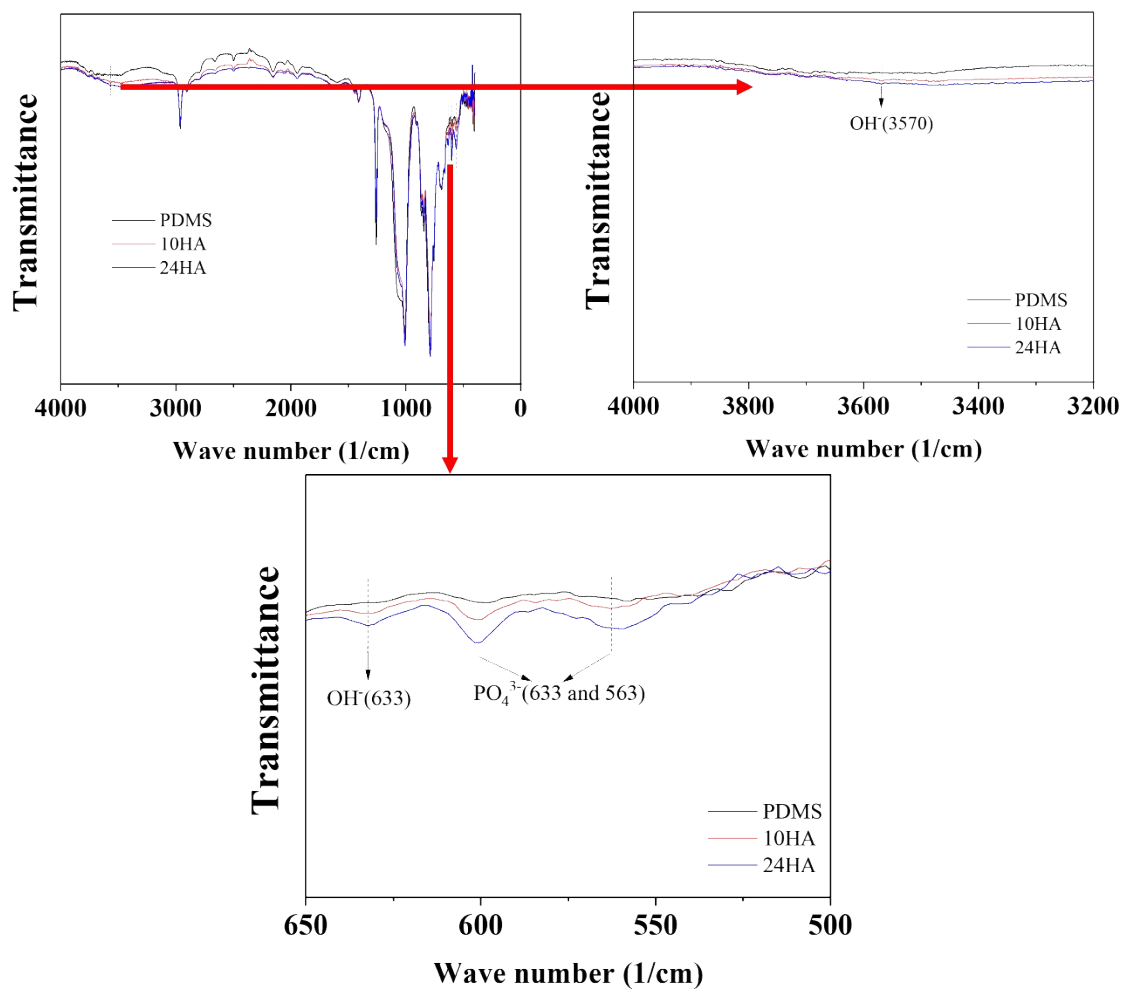 Transmittance
PDMS
10HA
24HA
4000
3000
2000
1000
0
Wave number (1/cm)
Transmittance
OH⁻(3570)
PDMS
10HA
24HA
4000
3800
3600
3400
3200
Wave number (1/cm)
Transmittance
OH⁻(633)
PO₄³⁻(633 and 563)
PDMS
10HA
24HA
650
600
550
500
Wave number (1/cm)